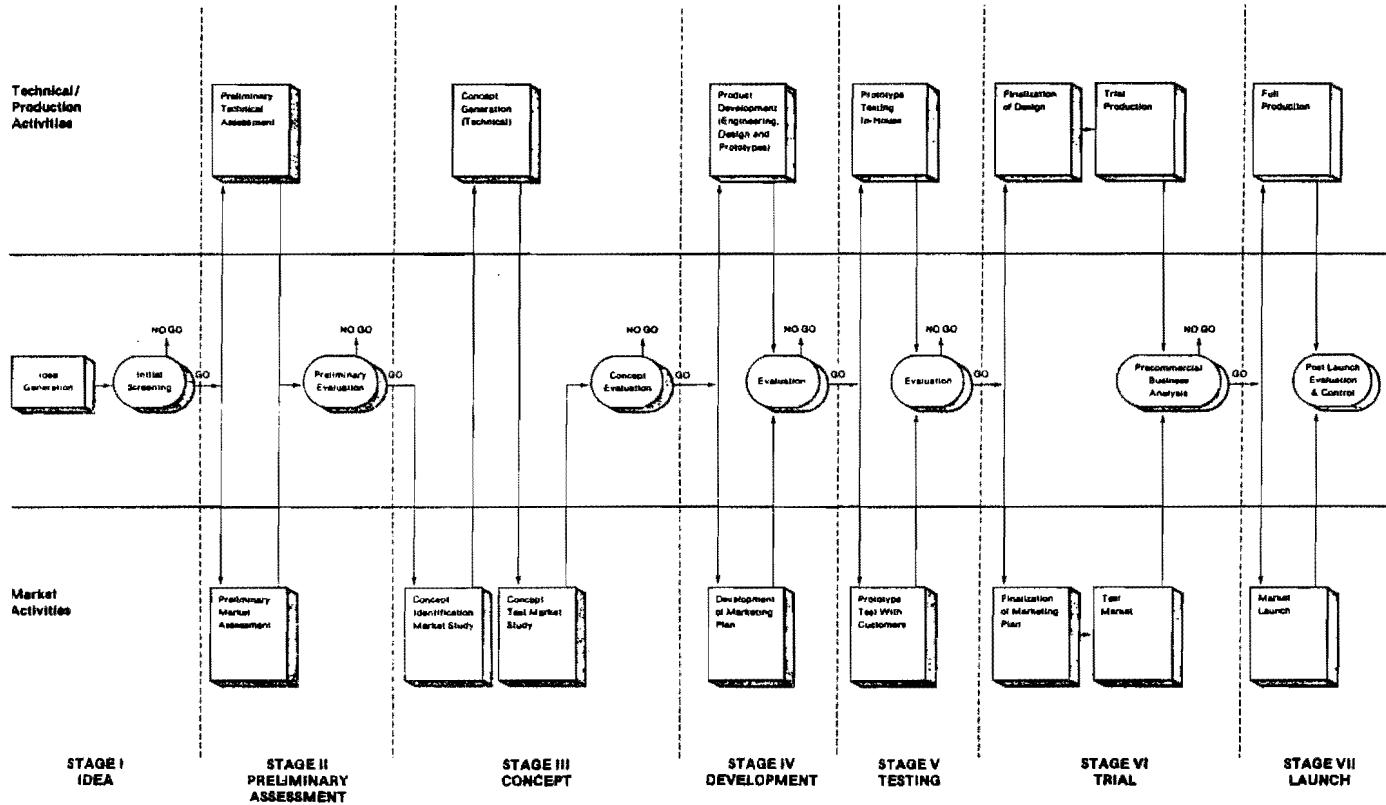 Technical/
Production
Activities
Preliminary
Technical
Assessment
Concept
Generation
(Technical)
Product
Development
(Engineering,
Design and
Prototypes)
Prototype
Testing
In-House
Finalization
of Design
Trial
Production
Full
Production
Idea
Generation
Initial
Screening
NO GO
GO
Preliminary
Evaluation
NO GO
GO
Concept
Evaluation
NO GO
GO
Evaluation
NO GO
GO
Evaluation
NO GO
GO
Precommercial
Business
Analysis
NO GO
GO
Post Launch
Evaluation
& Control
Market
Activities
Preliminary
Market
Assessment
Concept
Identification
Market Study
Concept
Test Market
Study
Development
of Marketing
Plan
Prototype
Test With
Customers
Finalization
of Marketing
Plan
Test
Market
Market
Launch
STAGE I
IDEA
STAGE II
PRELIMINARY
ASSESSMENT
STAGE III
CONCEPT
STAGE IV
DEVELOPMENT
STAGE V
TESTING
STAGE VI
TRIAL
STAGE VII
LAUNCH